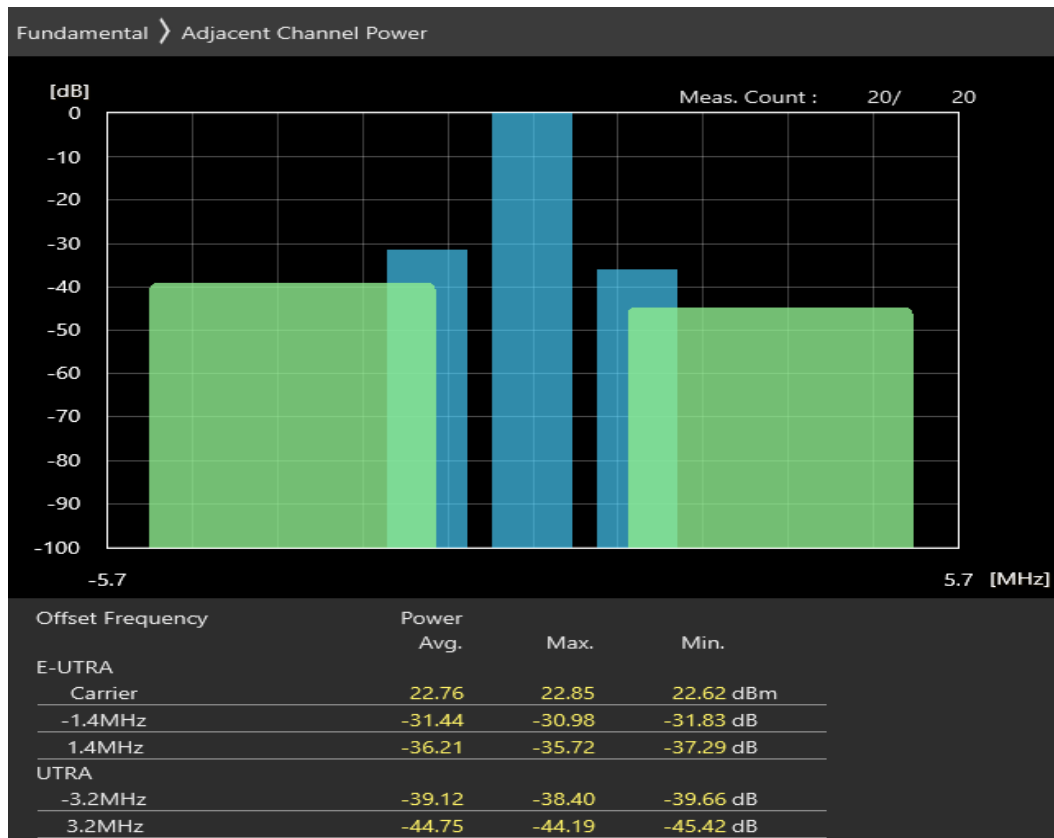 Fundamental 〉 Adjacent Channel Power
[dB]
Meas. Count : 20/ 20
0
-10
-20
-30
-40
-50
-60
-70
-80
-90
-100
-5.7 5.7 [MHz]
Offset Frequency Power
Avg. Max. Min.
E-UTRA
Carrier 22.76 22.85 22.62 dBm
-1.4MHz -31.44 -30.98 -31.83 dB
1.4MHz -36.21 -35.72 -37.29 dB
UTRA
-3.2MHz -39.12 -38.40 -39.66 dB
3.2MHz -44.75 -44.19 -45.42 dB